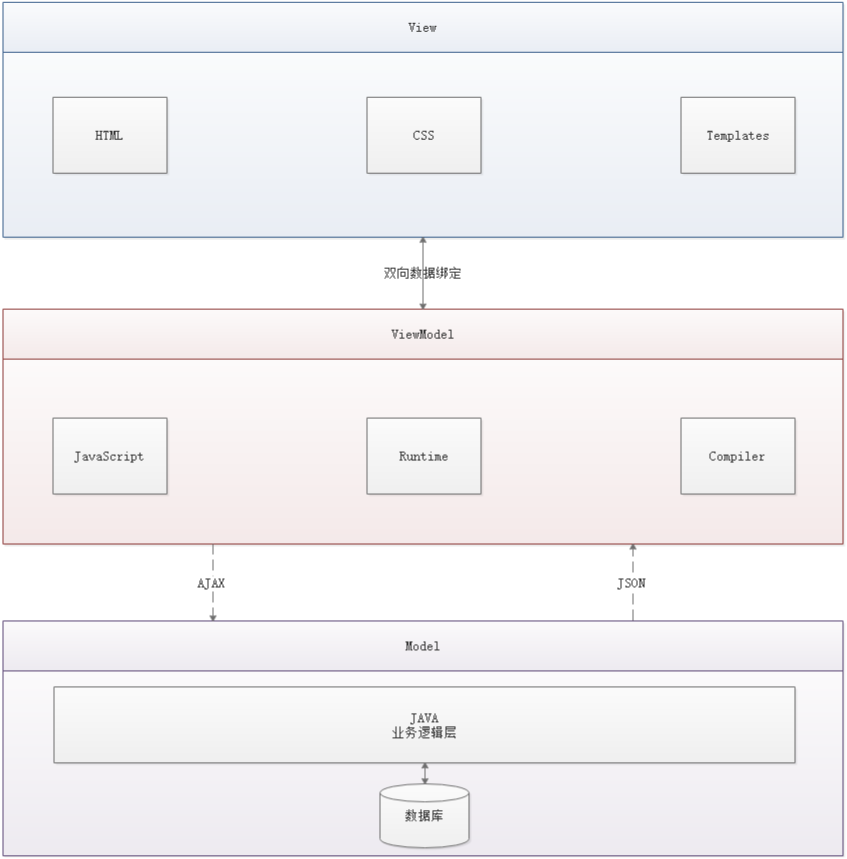 View
HTML
CSS
Templates
双向数据绑定
ViewModel
JavaScript
Runtime
Compiler
AJAX
JSON
Model
JAVA
业务逻辑层
数据库